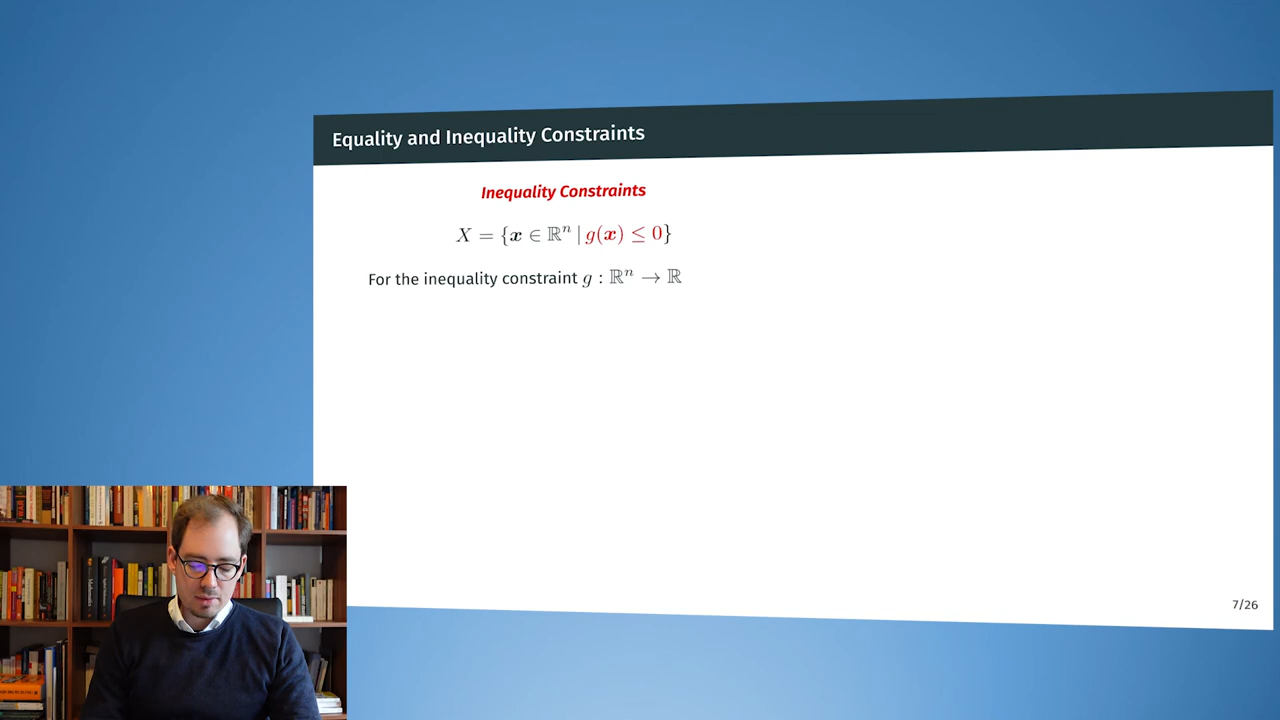 Equality and Inequality Constraints
Inequality Constraints
X = {x ∈ ℝⁿ | g(x) ≤ 0}
For the inequality constraint g : ℝⁿ → ℝ
7/26